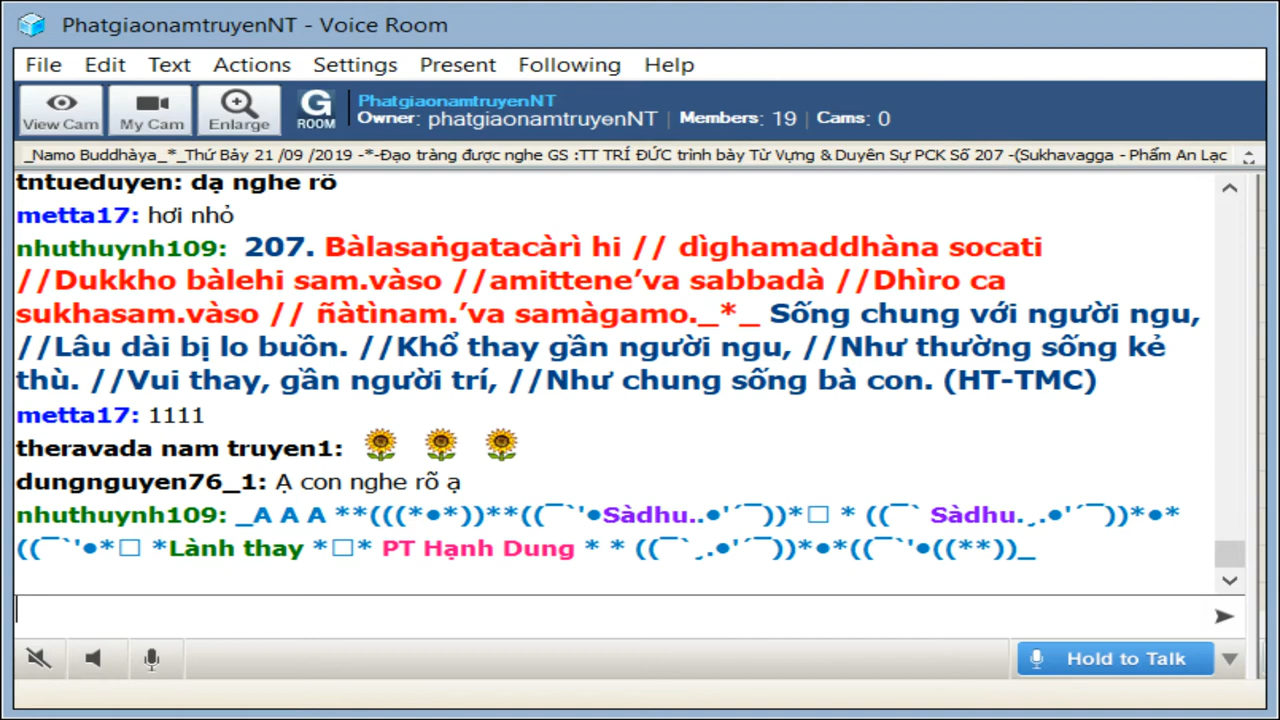 PhatgiaonamtruyenNT - Voice Room
File Edit Text Actions Settings Present Following Help
View Cam My Cam Enlarge G ROOM
PhatgiaonamtruyenNT
Owner: phatgiaonamtruyenNT Members: 19 Cams: 0
_Namo Buddhàya_*_Thứ Bảy 21 /09 /2019 -*-Đạo tràng được nghe GS :TT TRÍ ĐỨC trình bày Từ Vựng & Duyên Sự PCK Số 207 -(Sukhavagga - Phẩm An Lạc
tntueduyen: dạ nghe rõ
metta17: hơi nhỏ
nhuthuynh109: 207. Bàlasaṅgatacàrì hi // dìghamaddhàna socati
//Dukkho bàlehi sam.vàso //amittene’va sabbadà //Dhìro ca
sukhasam.vàso // ñàtìnam.’va samàgamo._*_ Sống chung với người ngu,
//Lâu dài bị lo buồn. //Khổ thay gần người ngu, //Như thường sống kẻ
thù. //Vui thay, gần người trí, //Như chung sống bà con. (HT-TMC)
metta17: 1111
theravada nam truyen1:
dungnguyen76_1: Ạ con nghe rõ ạ
nhuthuynh109: _A A A **(((*•*))**((¯`'•Sàdhu..•'´¯))*□ * ((¯` Sàdhu.¸.•'´¯))*•*
((¯`'•*□ *Lành thay *□* PT Hạnh Dung * * ((¯`¸.•'´¯))*•*((¯`'•((**))_
Hold to Talk